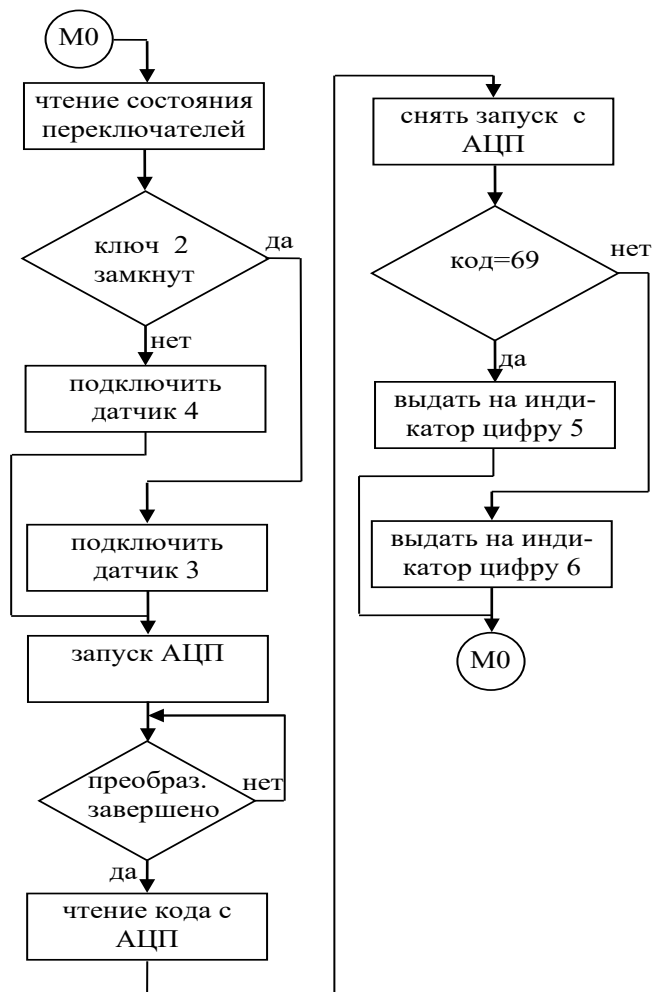 М0
чтение состояния
переключателей
ключ 2
замкнут
да
нет
подключить
датчик 4
подключить
датчик 3
запуск АЦП
преобраз.
завершено
нет
да
чтение кода с
АЦП
снять запуск с
АЦП
код=69
нет
да
выдать на инди-
катор цифру 5
выдать на инди-
катор цифру 6
М0